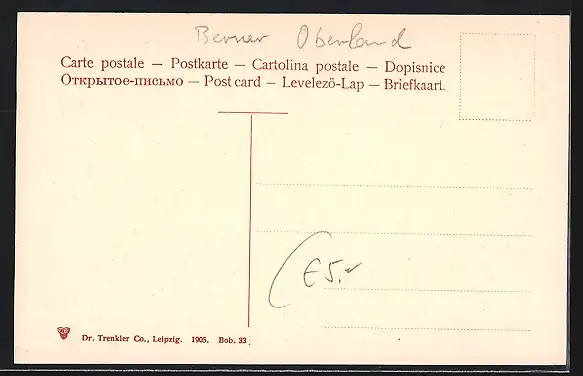 Berner Oberland
Carte postale — Postkarte — Cartolina postale — Dopisnice
Открытое-письмо — Post card — Levelezö-Lap — Briefkaart.
€5.-
Dr. Trenkler Co., Leipzig. 1905. Bob. 33